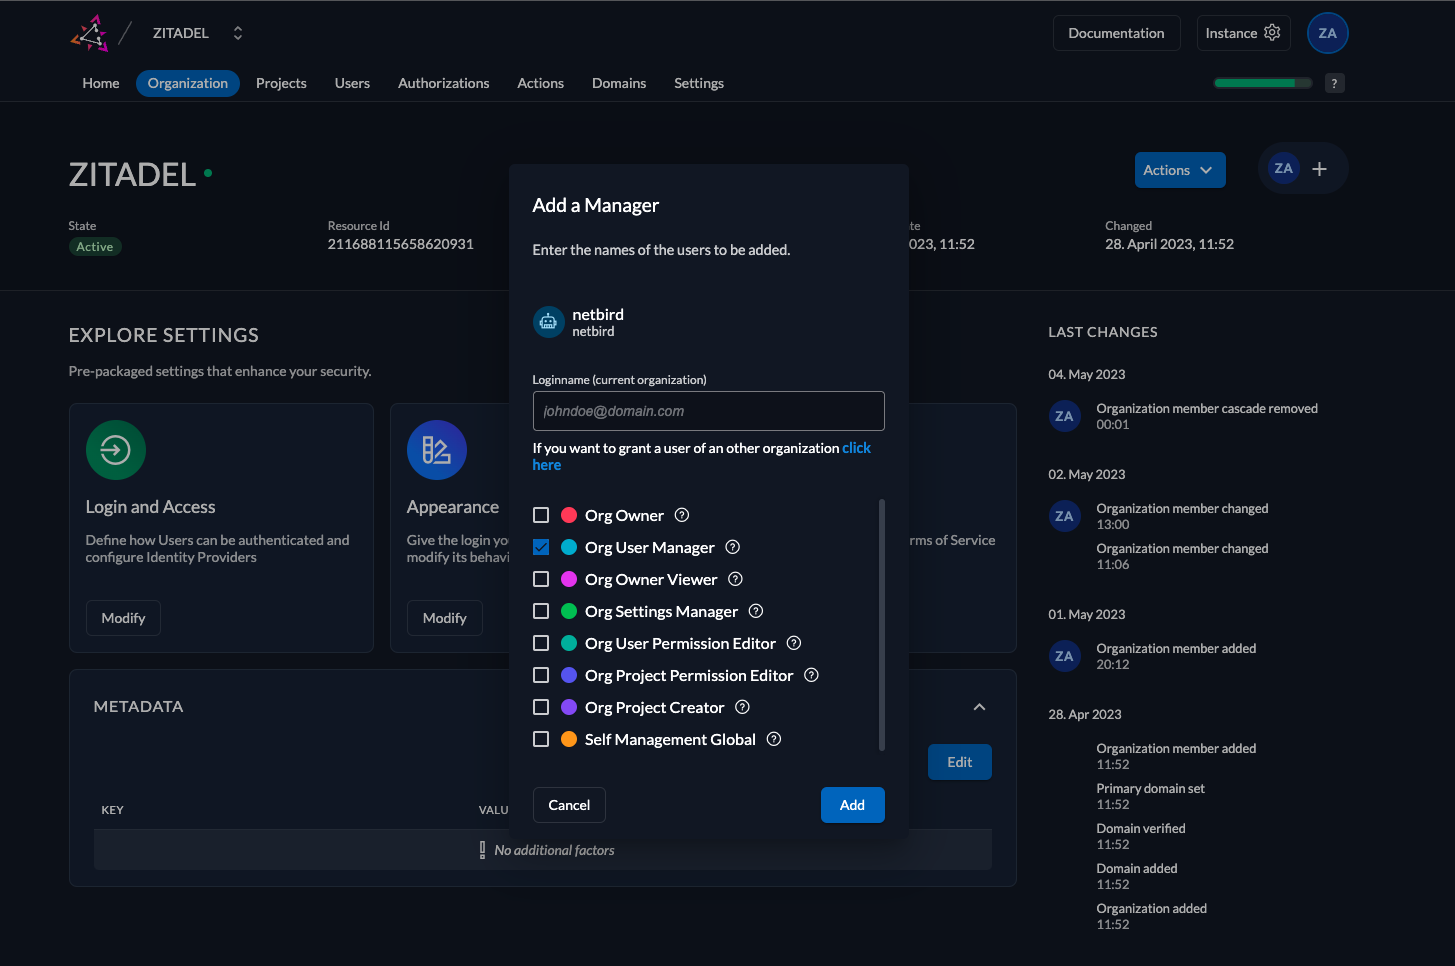 ZITADEL
Documentation
Instance
ZA
Home
Organization
Projects
Users
Authorizations
Actions
Domains
Settings
?
ZITADEL
Actions
ZA
State
Active
Resource Id
211688115658620931
Changed
28. April 2023, 11:52
Add a Manager
Enter the names of the users to be added.
netbird
netbird
Loginname (current organization)
johndoe@domain.com
If you want to grant a user of an other organization click
here
Org Owner
Org User Manager
Org Owner Viewer
Org Settings Manager
Org User Permission Editor
Org Project Permission Editor
Org Project Creator
Self Management Global
Cancel
Add
EXPLORE SETTINGS
Pre-packaged settings that enhance your security.
Login and Access
Define how Users can be authenticated and
configure Identity Providers
Modify
Appearance
Give the login
modify its
Modify
of Service
METADATA
Edit
KEY
No additional factors
LAST CHANGES
04. May 2023
ZA
Organization member cascade removed
00:01
02. May 2023
ZA
Organization member changed
13:00
Organization member changed
11:06
01. May 2023
ZA
Organization member added
20:12
28. Apr 2023
Organization member added
11:52
Primary domain set
11:52
Domain verified
11:52
Domain added
11:52
Organization added
11:52